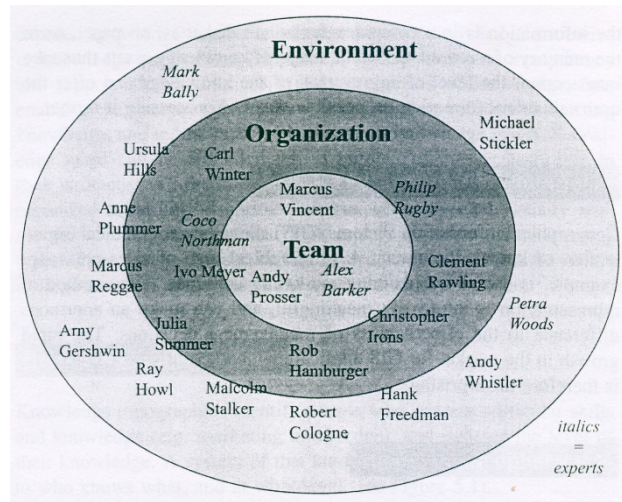 Environment
Mark
Bally
Michael
Stickler
Organization
Ursula
Hills
Carl
Winter
Marcus
Vincent
Philip
Rugby
Anne
Plummer
Coco
Northman
Team
Marcus
Reggae
Ivo Meyer
Andy
Prosser
Alex
Barker
Clement
Rawling
Petra
Woods
Arny
Gershwin
Julia
Summer
Christopher
Irons
Rob
Hamburger
Ray
Howl
Andy
Whistler
Malcolm
Stalker
Robert
Cologne
Hank
Freedman
italics
=
experts